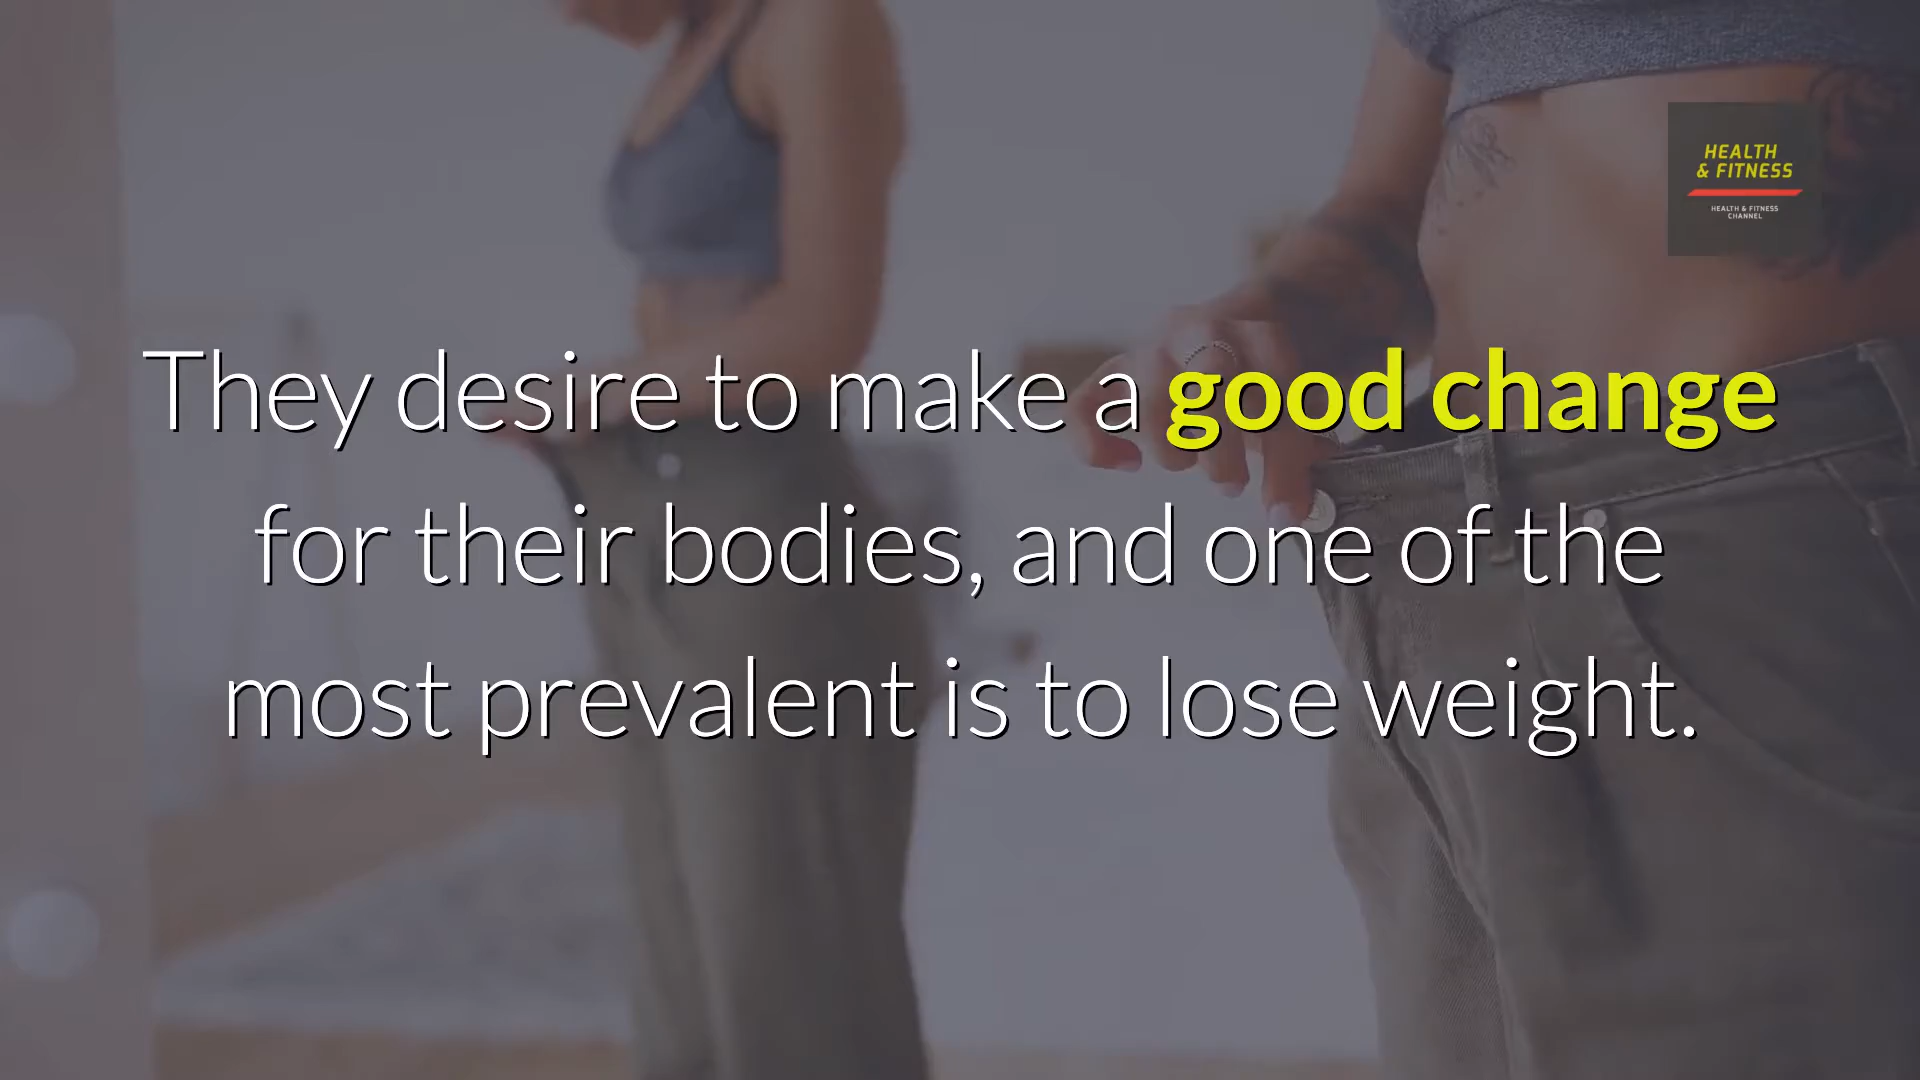 HEALTH
& FITNESS
HEALTH & FITNESS
CHANNEL
They desire to make a good change
for their bodies, and one of the
most prevalent is to lose weight.